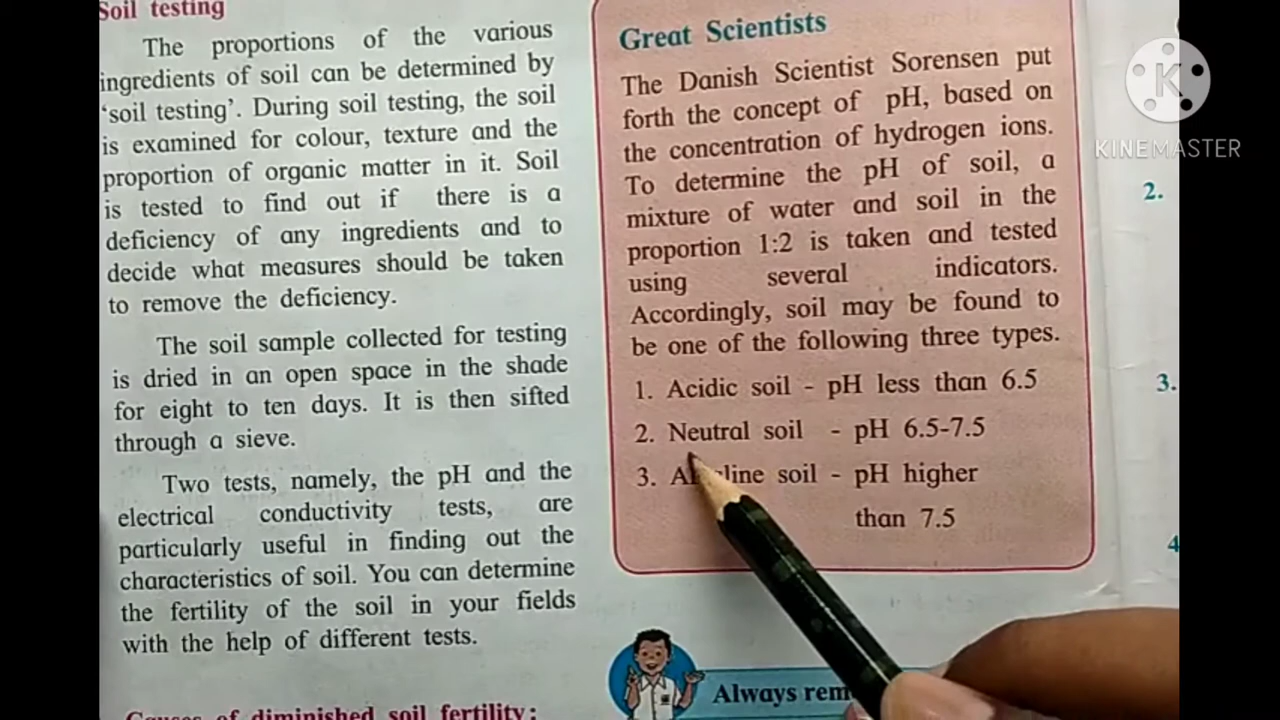 Soil testing
The proportions of the various
ingredients of soil can be determined by
‘soil testing’. During soil testing, the soil
is examined for colour, texture and the
proportion of organic matter in it. Soil
is tested to find out if there is a
deficiency of any ingredients and to
decide what measures should be taken
to remove the deficiency.
The soil sample collected for testing
is dried in an open space in the shade
for eight to ten days. It is then sifted
through a sieve.
Two tests, namely, the pH and the
electrical conductivity tests, are
particularly useful in finding out the
characteristics of soil. You can determine
the fertility of the soil in your fields
with the help of different tests.
Causes of diminished soil fertility:
Great Scientists
The Danish Scientist Sorensen put
forth the concept of pH, based on
the concentration of hydrogen ions.
To determine the pH of soil, a
mixture of water and soil in the
proportion 1:2 is taken and tested
using several indicators.
Accordingly, soil may be found to
be one of the following three types.
1. Acidic soil - pH less than 6.5
2. Neutral soil - pH 6.5-7.5
3. soil - pH higher
than 7.5
Always
K
KINEMASTER
2.
3.
4